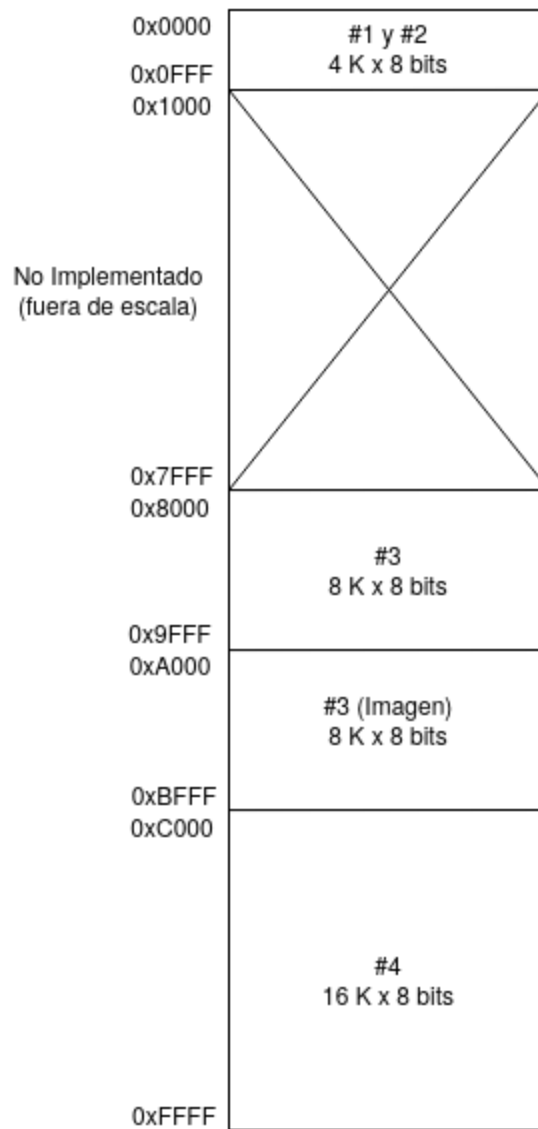 0x0000
#1 y #2
4 K x 8 bits
0x0FFF
0x1000
No Implementado
(fuera de escala)
0x7FFF
0x8000
#3
8 K x 8 bits
0x9FFF
0xA000
#3 (Imagen)
8 K x 8 bits
0xBFFF
0xC000
#4
16 K x 8 bits
0xFFFF